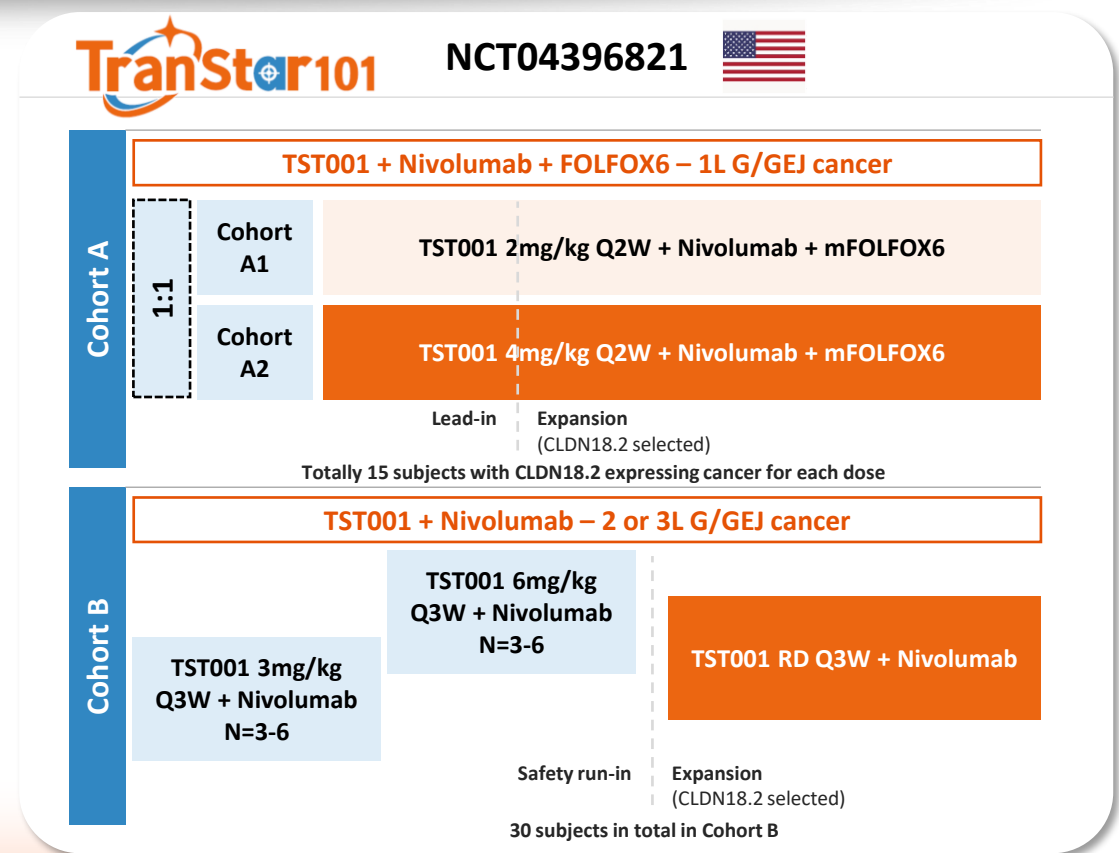 TranStar101
NCT04396821
Cohort A
TST001 + Nivolumab + FOLFOX6 – 1L G/GEJ cancer
1:1
Cohort
A1
TST001 2mg/kg Q2W + Nivolumab + mFOLFOX6
Cohort
A2
TST001 4mg/kg Q2W + Nivolumab + mFOLFOX6
Lead-in
Expansion
(CLDN18.2 selected)
Totally 15 subjects with CLDN18.2 expressing cancer for each dose
Cohort B
TST001 + Nivolumab – 2 or 3L G/GEJ cancer
TST001 3mg/kg
Q3W + Nivolumab
N=3-6
TST001 6mg/kg
Q3W + Nivolumab
N=3-6
TST001 RD Q3W + Nivolumab
Safety run-in
Expansion
(CLDN18.2 selected)
30 subjects in total in Cohort B